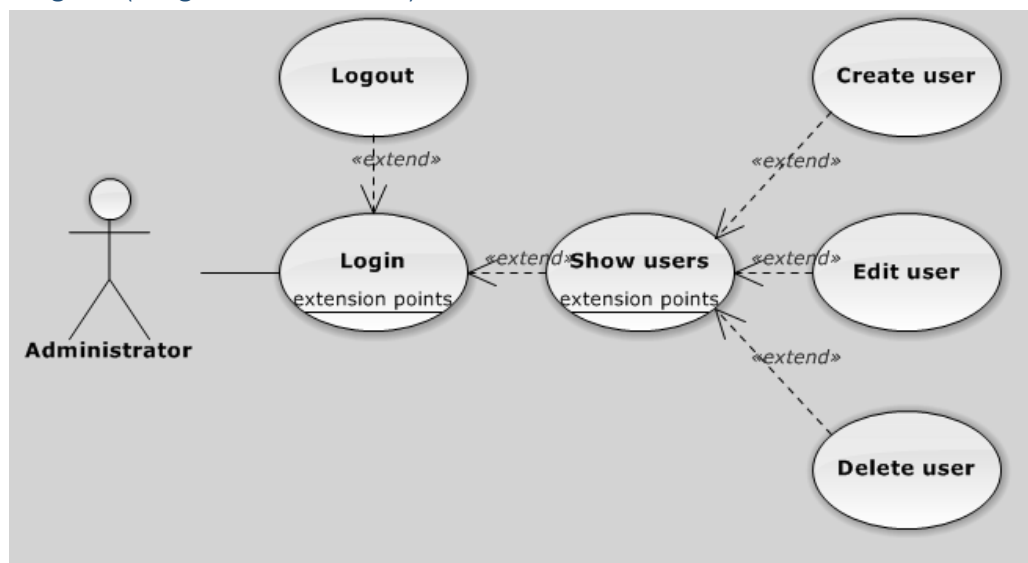 Logout
Create user
«extend»
«extend»
Login
extension points
«extend»
Show users
extension points
«extend»
Edit user
Administrator
«extend»
Delete user